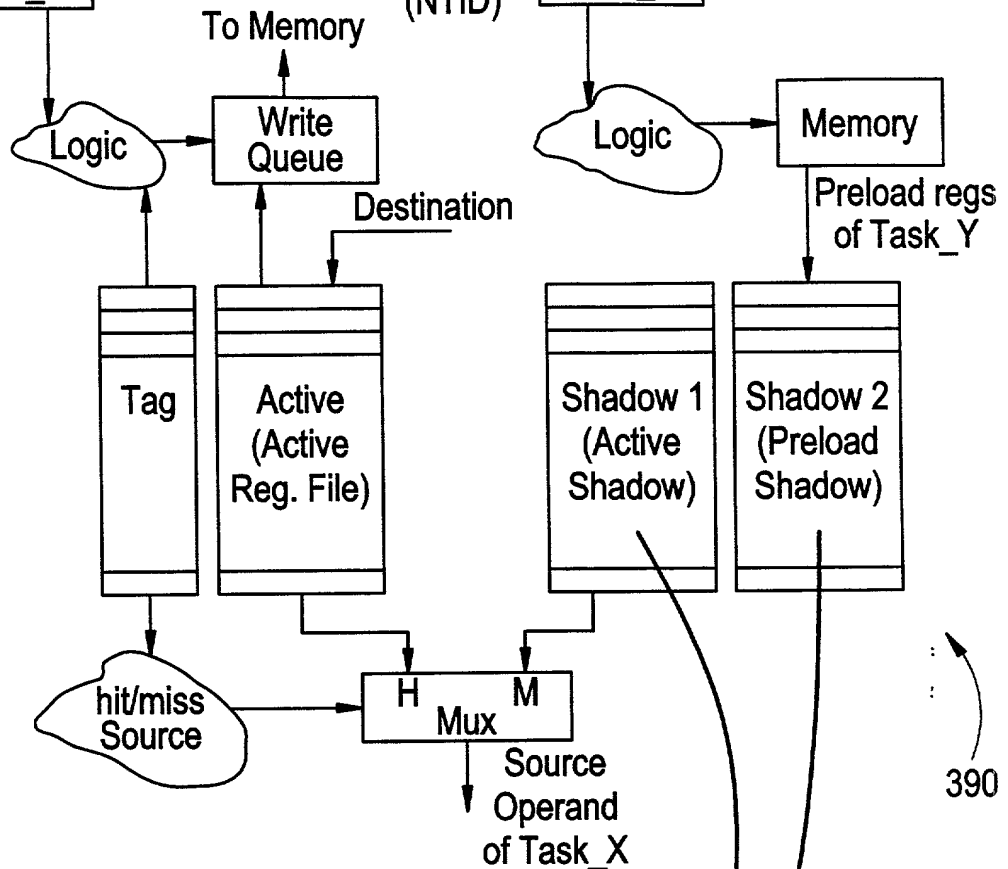 (NTID)
To Memory
Logic
Write
Queue
Logic
Memory
Destination
Preload regs
of Task_Y
Tag
Active
(Active
Reg. File)
Shadow 1
(Active
Shadow)
Shadow 2
(Preload
Shadow)
hit/miss
Source
H
M
Mux
Source
Operand
of Task_X
390